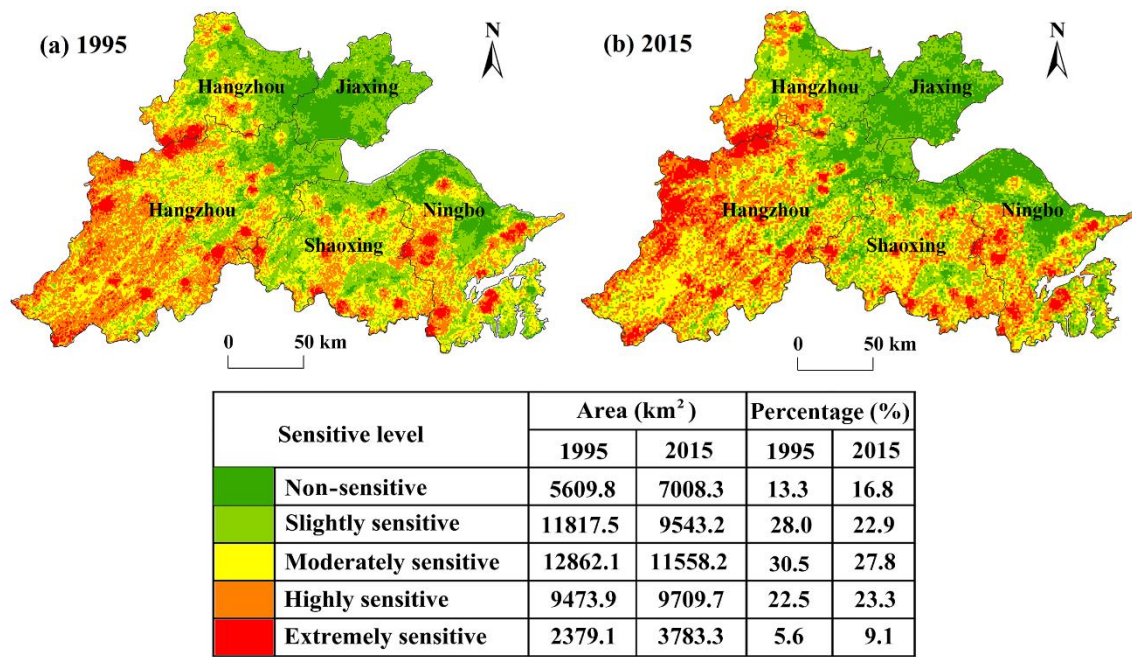 (a) 1995
N
Hangzhou
Jiaxing
Hangzhou
Ningbo
Shaoxing
0 50 km
(b) 2015
N
Hangzhou
Jiaxing
Hangzhou
Ningbo
Shaoxing
0 50 km
Sensitive level Area (km²) Percentage (%)
1995 2015 1995 2015
Non-sensitive 5609.8 7008.3 13.3 16.8
Slightly sensitive 11817.5 9543.2 28.0 22.9
Moderately sensitive 12862.1 11558.2 30.5 27.8
Highly sensitive 9473.9 9709.7 22.5 23.3
Extremely sensitive 2379.1 3783.3 5.6 9.1